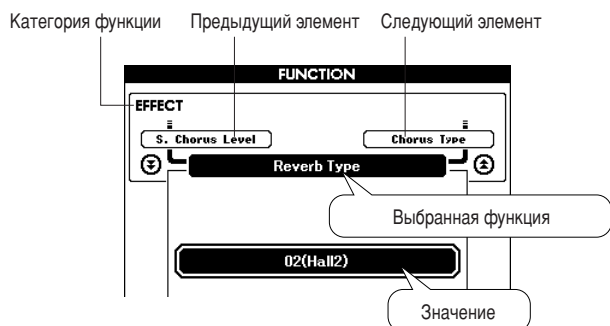 Категория функции Предыдущий элемент Следующий элемент
FUNCTION
EFFECT
S. Chorus Level Chorus Type
Reverb Type
Выбранная функция
02(Hall2)
Значение